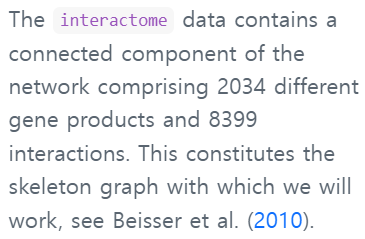 The interactome data contains a
connected component of the
network comprising 2034 different
gene products and 8399
interactions. This constitutes the
skeleton graph with which we will
work, see Beisser et al. (2010).